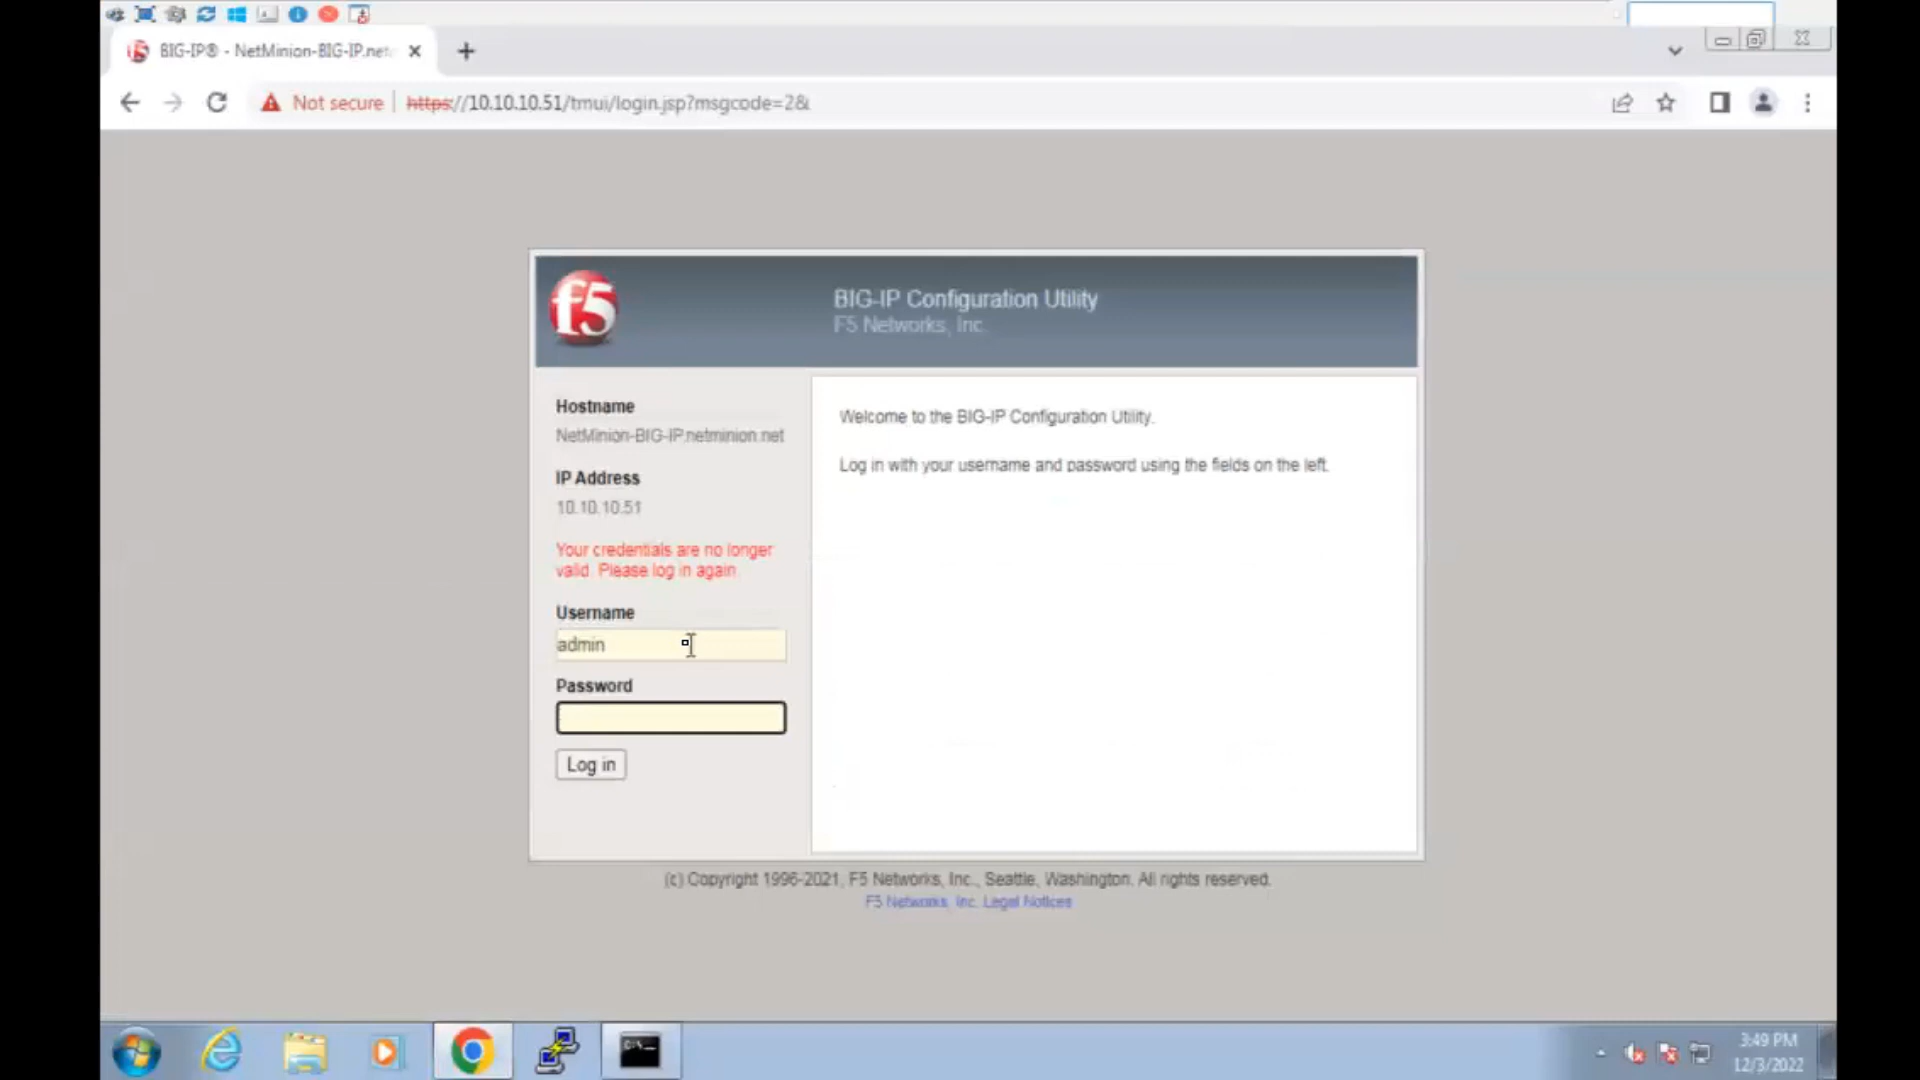 BIG-IP® - NetMinion-BIG-IP.net
Not secure
https://10.10.10.51/tmui/login.jsp?msgcode=2&
f5
BIG-IP Configuration Utility
F5 Networks, Inc.
Hostname
NetMinion-BIG-IP.netminion.net
IP Address
10.10.10.51
Your credentials are no longer
valid. Please log in again.
Username
admin
Password
Log in
Welcome to the BIG-IP Configuration Utility.
Log in with your username and password using the fields on the left.
(c) Copyright 1996-2021, F5 Networks, Inc., Seattle, Washington. All rights reserved.
F5 Networks, Inc. Legal Notices
3:49 PM
12/3/2022